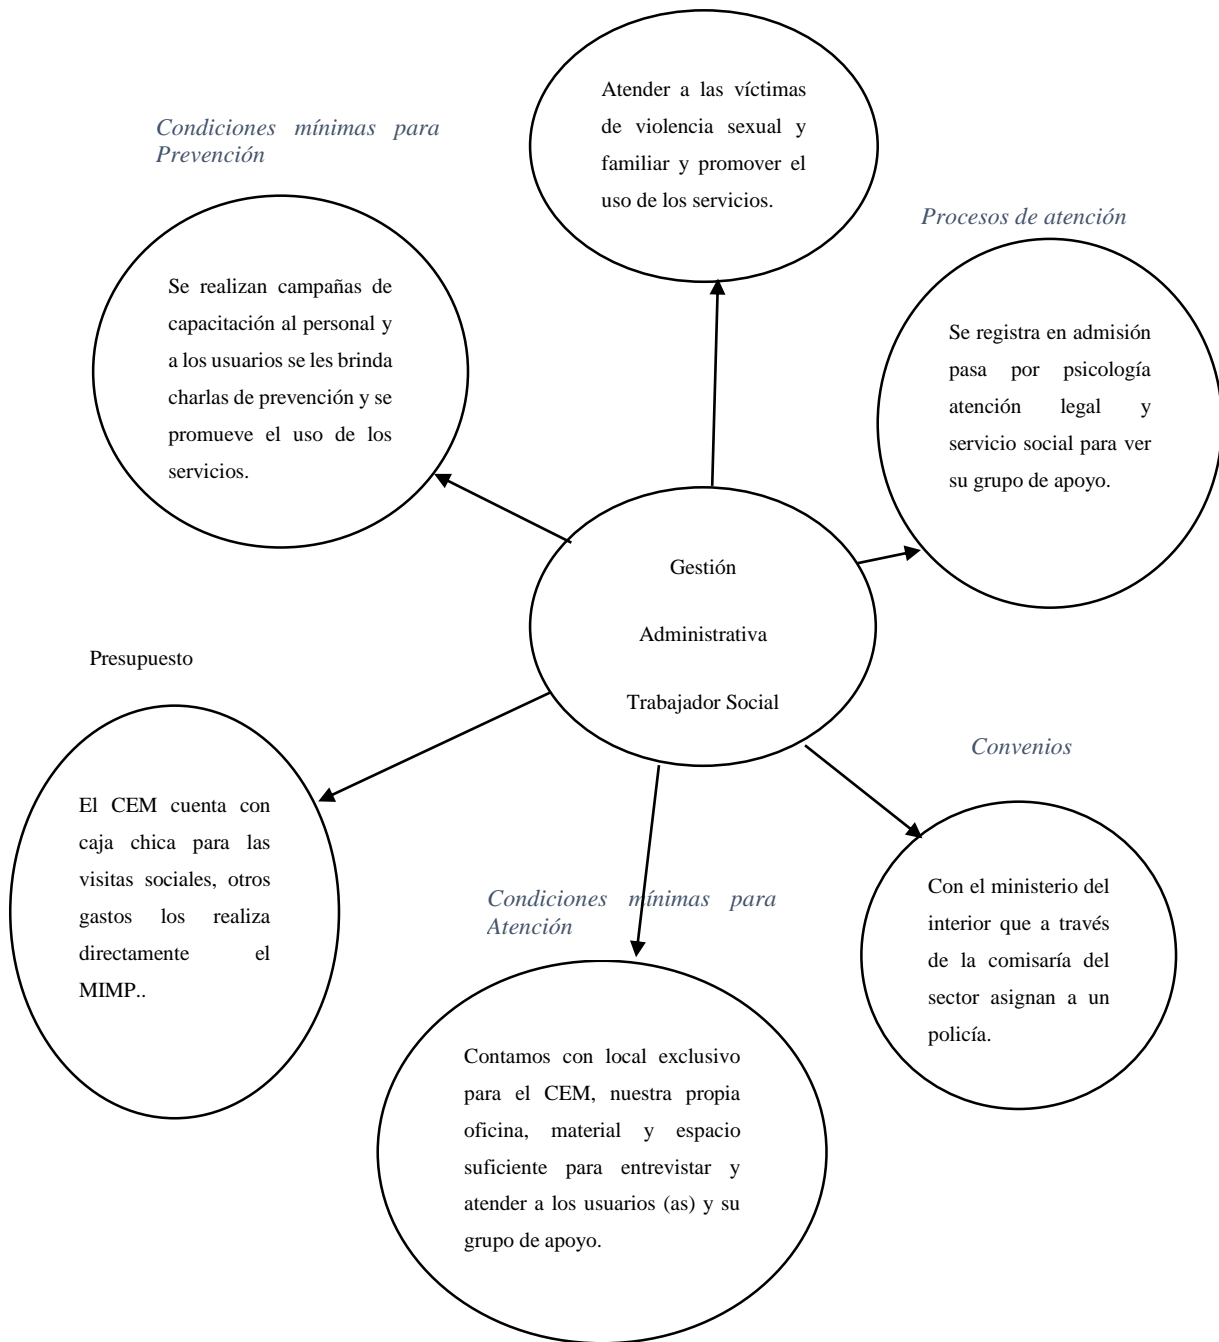 Atender a las víctimas
de violencia sexual y
familiar y promover el
uso de los servicios.
Condiciones mínimas para
Prevención
Procesos de atención
Se realizan campañas de
capacitación al personal y
a los usuarios se les brinda
charlas de prevención y se
promueve el uso de los
servicios.
Se registra en admisión
pasa por psicología
atención legal y
servicio social para ver
su grupo de apoyo.
Gestión
Administrativa
Trabajador Social
Presupuesto
El CEM cuenta con
caja chica para las
visitas sociales, otros
gastos los realiza
directamente el
MIMP..
Convenios
Con el ministerio del
interior que a través
de la comisaría del
sector asignan a un
policía.
Condiciones mínimas para
Atención
Contamos con local exclusivo
para el CEM, nuestra propia
oficina, material y espacio
suficiente para entrevistar y
atender a los usuarios (as) y su
grupo de apoyo.